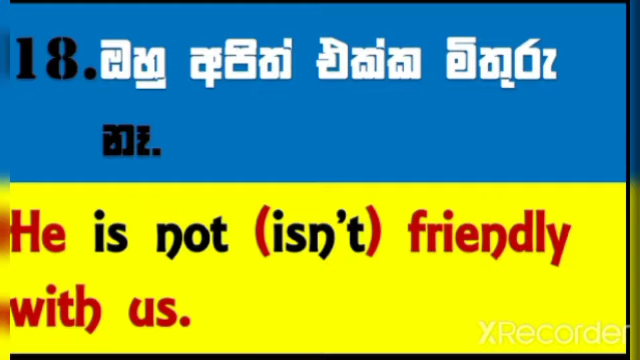 18.ඔහු අපිත් එක්ක මිතුරු
නෑ.
He is not (isn't) friendly
with us.
XRecorder